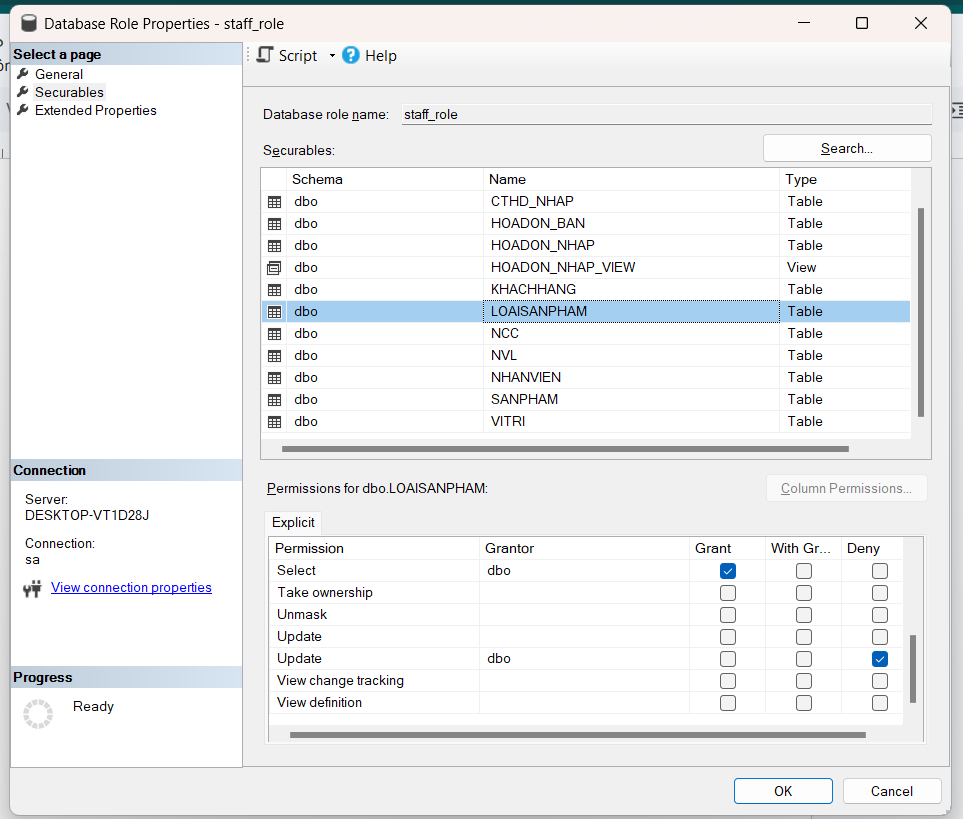 Database Role Properties - staff_role
Select a page
General
Securables
Extended Properties
Script
Help
Database role name: staff_role
Securables:
Search...
Schema Name Type
dbo CTHD_NHAP Table
dbo HOADON_BAN Table
dbo HOADON_NHAP Table
dbo HOADON_NHAP_VIEW View
dbo KHACHHANG Table
dbo LOAISANPHAM Table
dbo NCC Table
dbo NVL Table
dbo NHANVIEN Table
dbo SANPHAM Table
dbo VITRI Table
Connection
Server:
DESKTOP-VT1D28J
Connection:
sa
View connection properties
Progress
Ready
Permissions for dbo.LOAISANPHAM:
Column Permissions...
Explicit
Permission Grantor Grant With Gr... Deny
Select dbo
Take ownership
Unmask
Update
Update dbo
View change tracking
View definition
OK
Cancel